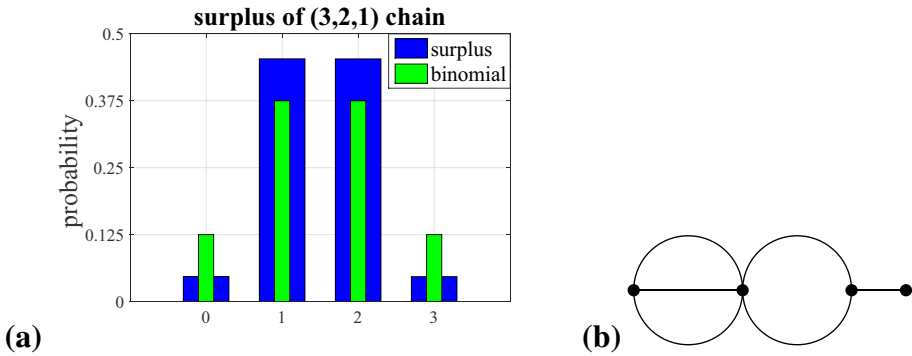 surplus of (3,2,1) chain
0.5
0.375
0.25
0.125
0
probability
surplus
binomial
0 1 2 3
(a)
(b)